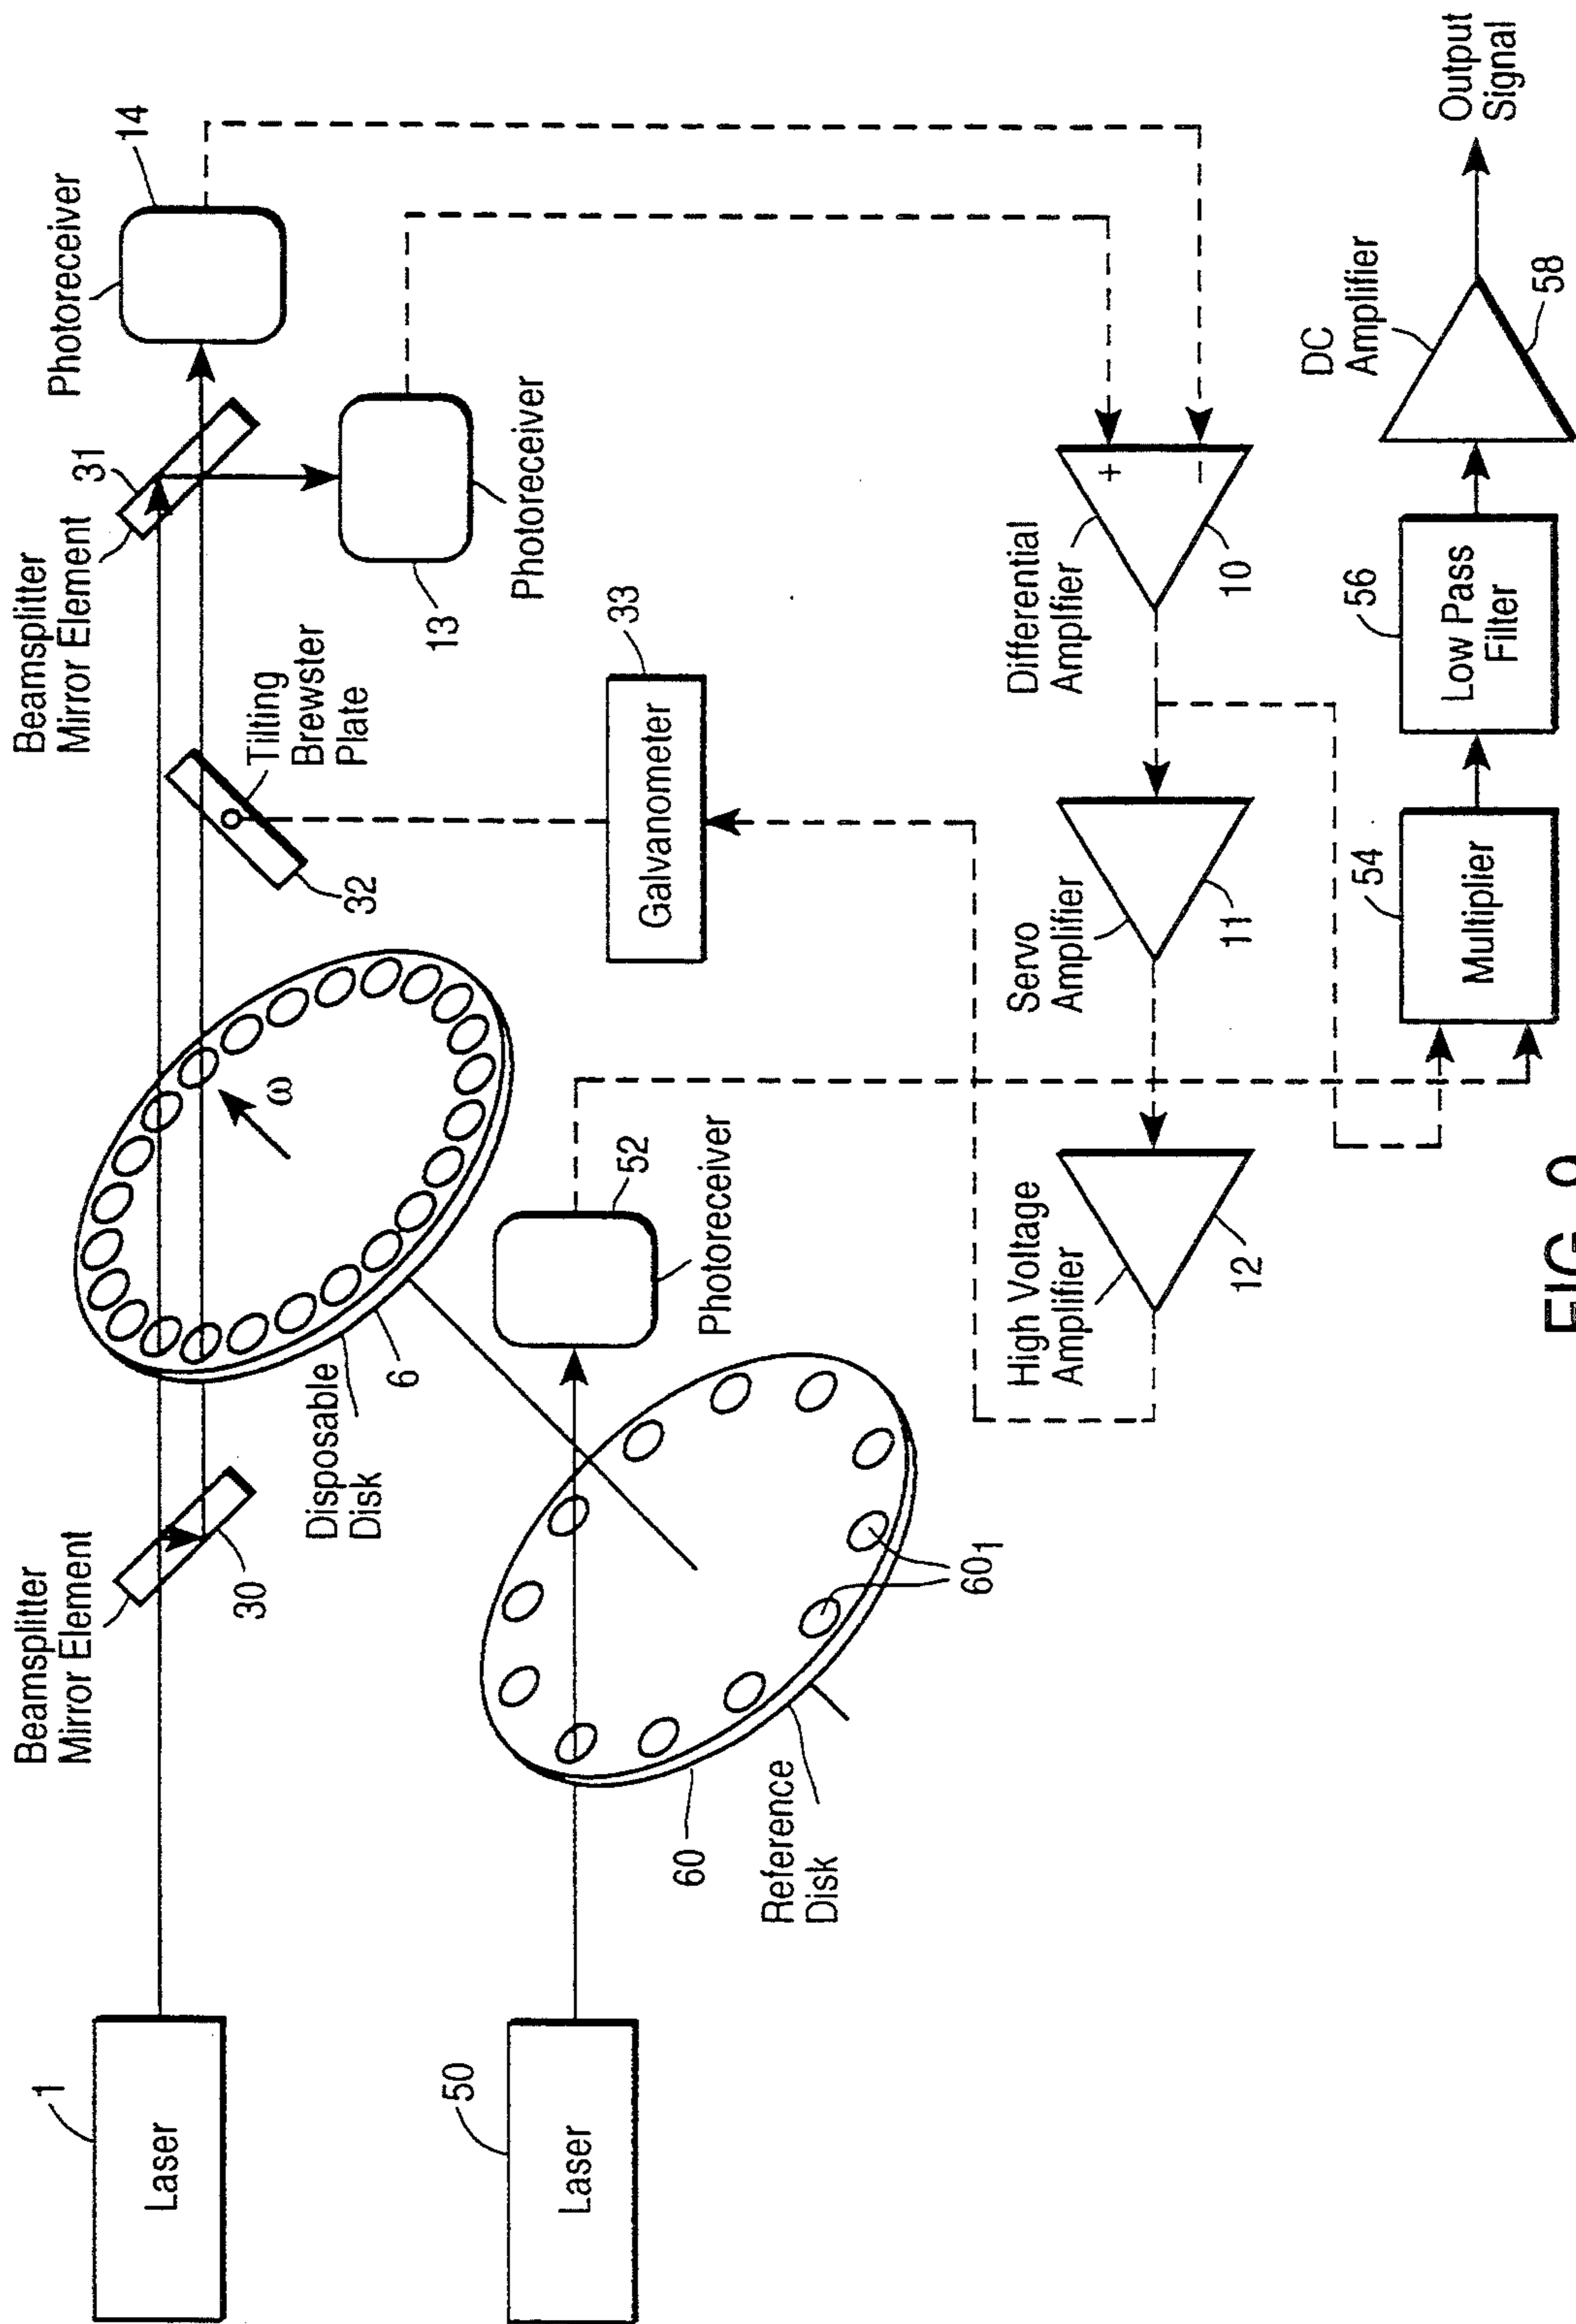 Beamsplitter
Mirror Element
30
Beamsplitter
Mirror Element
31
Photoreceiver
14
1
Laser
Disposable
Disk
6
ω
Tilting
Brewster
Plate
32
13
Photoreceiver
50
Laser
52
Photoreceiver
Galvanometer
33
60
Reference
Disk
60₁
High Voltage
Amplifier
12
Servo
Amplifier
11
Differential
Amplfier
10
+
−
54
Multiplier
56
Low Pass
Filter
DC
Amplifier
58
Output
Signal
FIG